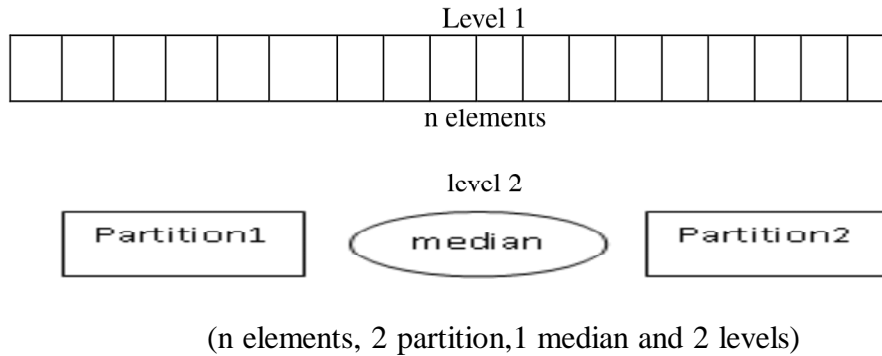 Level 1
n elements
level 2
Partition1 median Partition2
(n elements, 2 partition,1 median and 2 levels)